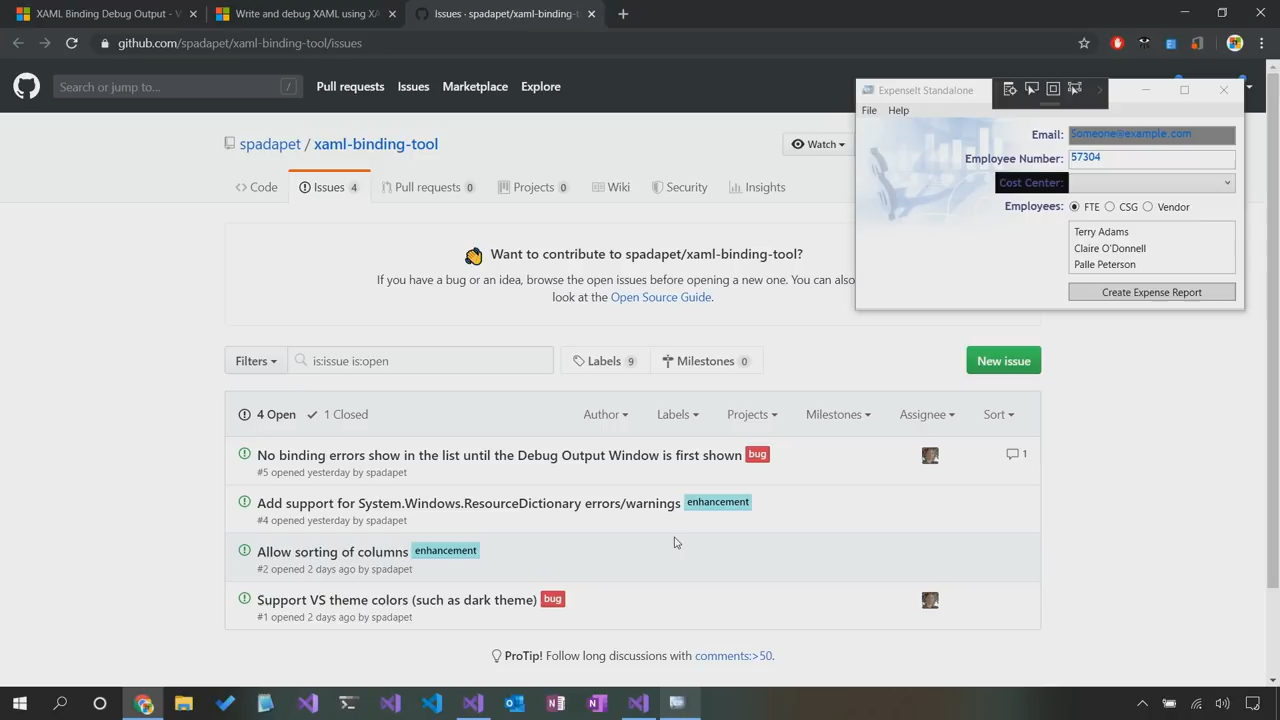 XAML Binding Debug Output - V
Write and debug XAML using XA
Issues · spadapet/xaml-binding-t
github.com/spadapet/xaml-binding-tool/issues
Search or jump to...
/
Pull requests
Issues
Marketplace
Explore
spadapet / xaml-binding-tool
Watch
Code
Issues 4
Pull requests 0
Projects 0
Wiki
Security
Insights
Want to contribute to spadapet/xaml-binding-tool?
If you have a bug or an idea, browse the open issues before opening a new one. You can also
look at the Open Source Guide.
Filters
is:issue is:open
Labels 9
Milestones 0
New issue
4 Open
1 Closed
Author
Labels
Projects
Milestones
Assignee
Sort
No binding errors show in the list until the Debug Output Window is first shown bug
1
#5 opened yesterday by spadapet
Add support for System.Windows.ResourceDictionary errors/warnings enhancement
#4 opened yesterday by spadapet
Allow sorting of columns enhancement
#2 opened 2 days ago by spadapet
Support VS theme colors (such as dark theme) bug
#1 opened 2 days ago by spadapet
ProTip! Follow long discussions with comments:>50.
ExpenseIt Standalone
File
Help
Email: Someone@example.com
Employee Number: 57304
Cost Center:
Employees: FTE CSG Vendor
Terry Adams
Claire O'Donnell
Palle Peterson
Create Expense Report